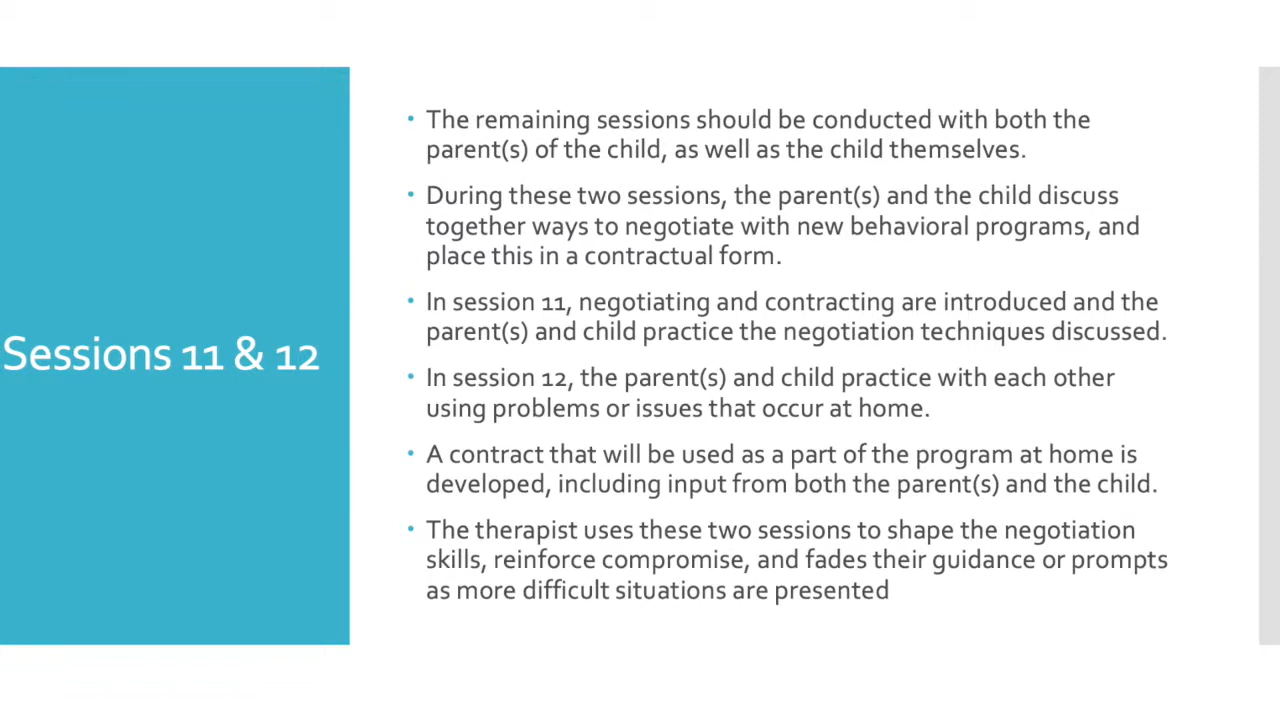 Sessions 11 & 12
• The remaining sessions should be conducted with both the
parent(s) of the child, as well as the child themselves.
• During these two sessions, the parent(s) and the child discuss
together ways to negotiate with new behavioral programs, and
place this in a contractual form.
• In session 11, negotiating and contracting are introduced and the
parent(s) and child practice the negotiation techniques discussed.
• In session 12, the parent(s) and child practice with each other
using problems or issues that occur at home.
• A contract that will be used as a part of the program at home is
developed, including input from both the parent(s) and the child.
• The therapist uses these two sessions to shape the negotiation
skills, reinforce compromise, and fades their guidance or prompts
as more difficult situations are presented